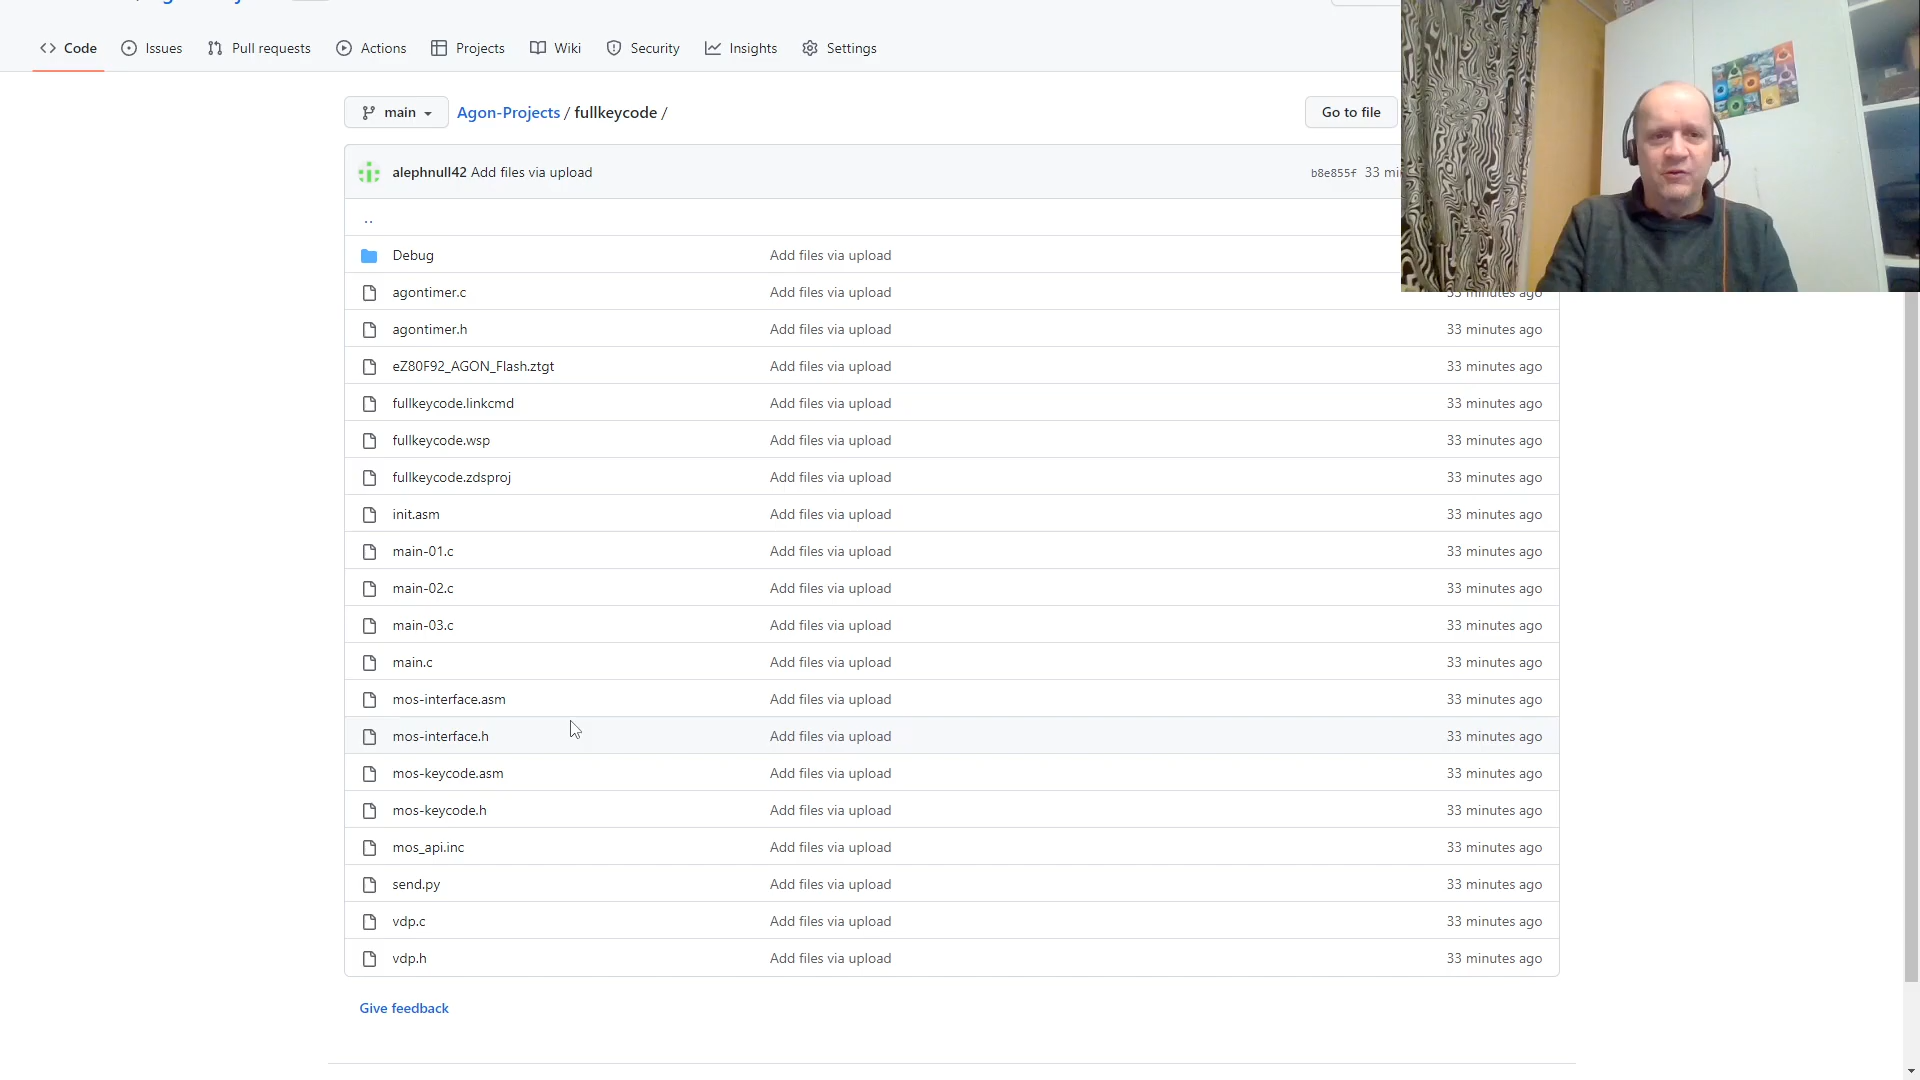 Code Issues Pull requests Actions Projects Wiki Security Insights Settings
main Agon-Projects / fullkeycode / Go to file
alephnull42 Add files via upload b8e855f 33
..
Debug Add files via upload
agontimer.c Add files via upload 33 minutes ago
agontimer.h Add files via upload 33 minutes ago
eZ80F92_AGON_Flash.ztgt Add files via upload 33 minutes ago
fullkeycode.linkcmd Add files via upload 33 minutes ago
fullkeycode.wsp Add files via upload 33 minutes ago
fullkeycode.zdsproj Add files via upload 33 minutes ago
init.asm Add files via upload 33 minutes ago
main-01.c Add files via upload 33 minutes ago
main-02.c Add files via upload 33 minutes ago
main-03.c Add files via upload 33 minutes ago
main.c Add files via upload 33 minutes ago
mos-interface.asm Add files via upload 33 minutes ago
mos-interface.h Add files via upload 33 minutes ago
mos-keycode.asm Add files via upload 33 minutes ago
mos-keycode.h Add files via upload 33 minutes ago
mos_api.inc Add files via upload 33 minutes ago
send.py Add files via upload 33 minutes ago
vdp.c Add files via upload 33 minutes ago
vdp.h Add files via upload 33 minutes ago
Give feedback